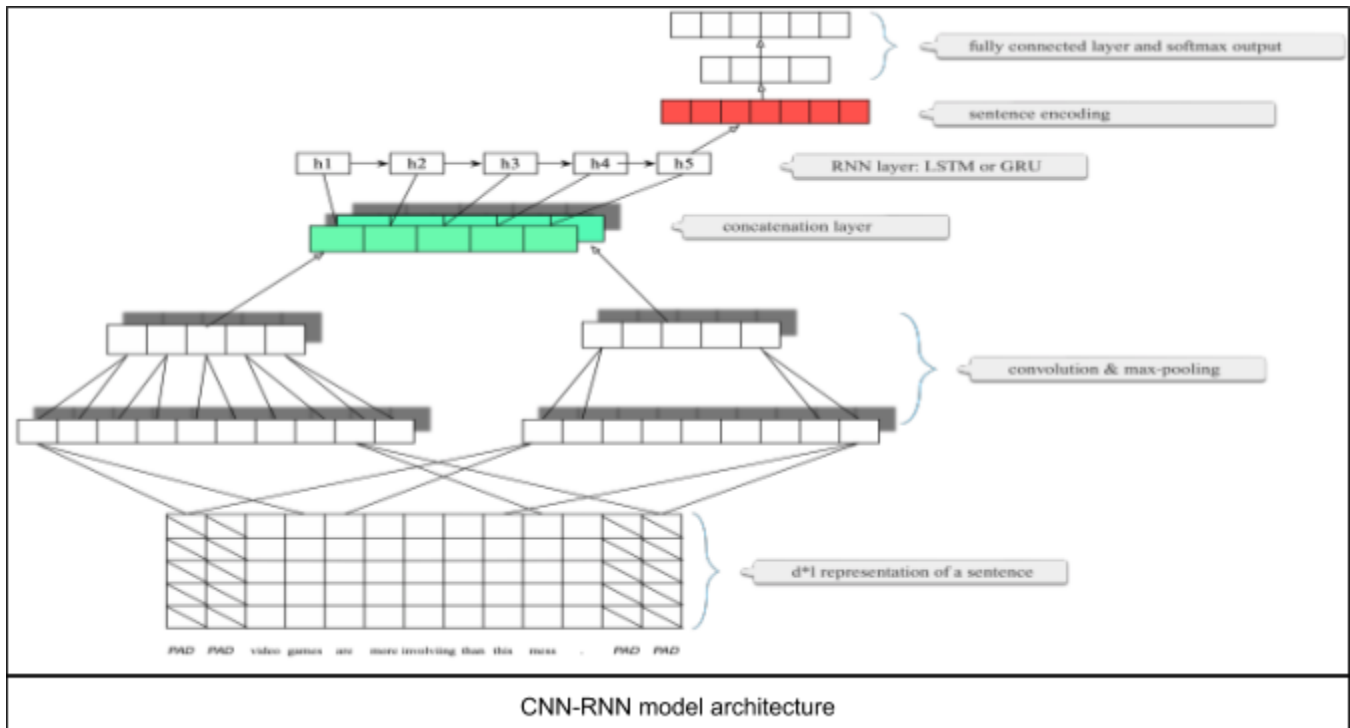 fully connected layer and softmax output
sentence encoding
h1 h2 h3 h4 h5
RNN layer: LSTM or GRU
concatenation layer
convolution & max-pooling
d*l representation of a sentence
PAD PAD video games are more involviing than this mess . PAD PAD
CNN-RNN model architecture